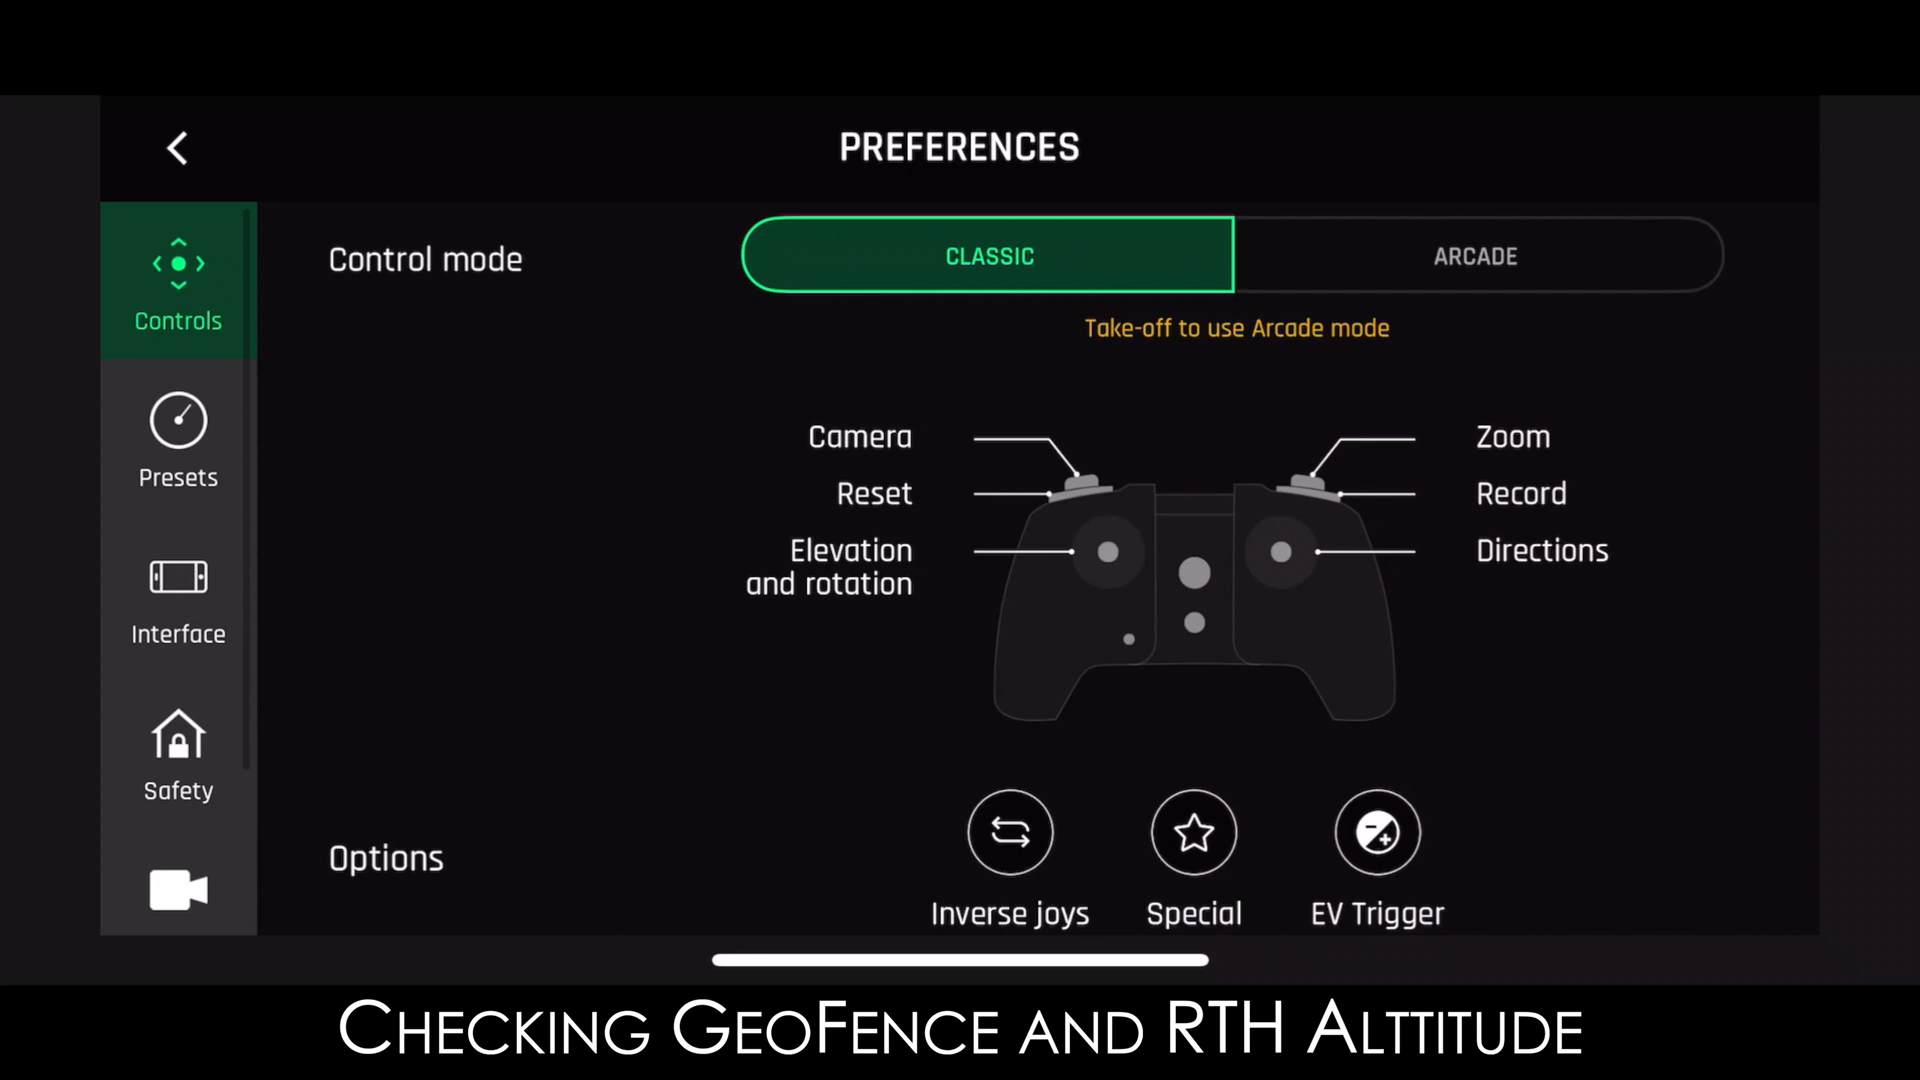 PREFERENCES
Control mode
CLASSIC
ARCADE
Take-off to use Arcade mode
Controls
Presets
Interface
Safety
Camera
Reset
Elevation
and rotation
Zoom
Record
Directions
Options
Inverse joys
Special
EV Trigger
CHECKING GEOFENCE AND RTH ALTTITUDE